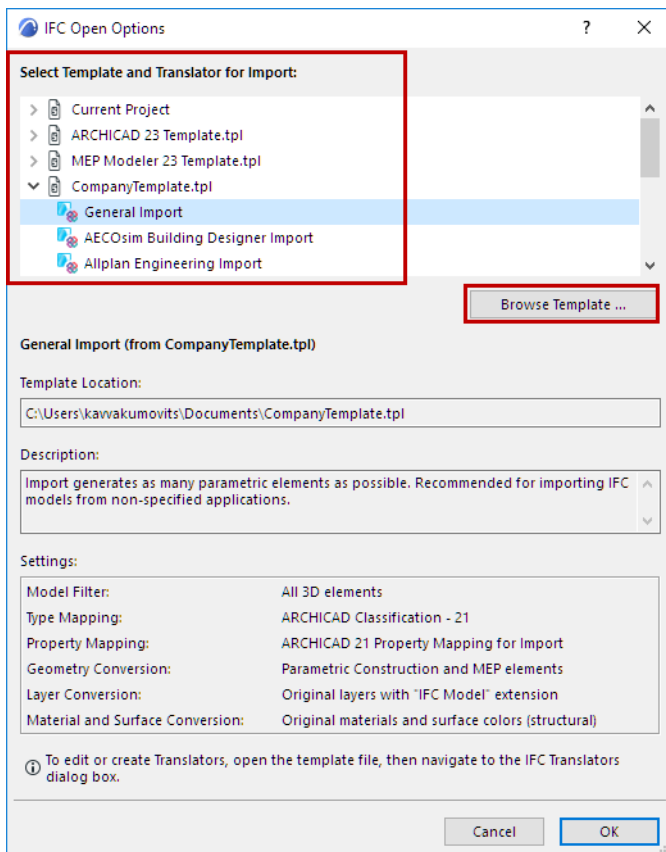 IFC Open Options
Select Template and Translator for Import:
Current Project
ARCHICAD 23 Template.tpl
MEP Modeler 23 Template.tpl
CompanyTemplate.tpl
General Import
AECOsim Building Designer Import
Allplan Engineering Import
Browse Template ...
General Import (from CompanyTemplate.tpl)
Template Location:
C:\Users\kavvakumovits\Documents\CompanyTemplate.tpl
Description:
Import generates as many parametric elements as possible. Recommended for importing IFC
models from non-specified applications.
Settings:
Model Filter: All 3D elements
Type Mapping: ARCHICAD Classification - 21
Property Mapping: ARCHICAD 21 Property Mapping for Import
Geometry Conversion: Parametric Construction and MEP elements
Layer Conversion: Original layers with "IFC Model" extension
Material and Surface Conversion: Original materials and surface colors (structural)
To edit or create Translators, open the template file, then navigate to the IFC Translators
dialog box.
Cancel OK